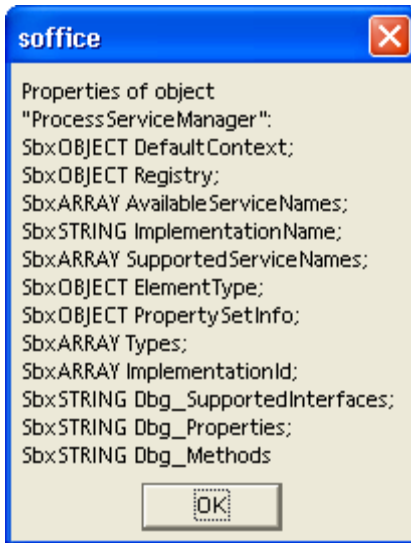 soffice
Properties of object
"ProcessServiceManager":
SbxOBJECT DefaultContext;
SbxOBJECT Registry;
SbxARRAY AvailableServiceNames;
SbxSTRING ImplementationName;
SbxARRAY SupportedServiceNames;
SbxOBJECT ElementType;
SbxOBJECT PropertySetInfo;
SbxARRAY Types;
SbxARRAY ImplementationId;
SbxSTRING Dbg_SupportedInterfaces;
SbxSTRING Dbg_Properties;
SbxSTRING Dbg_Methods
OK